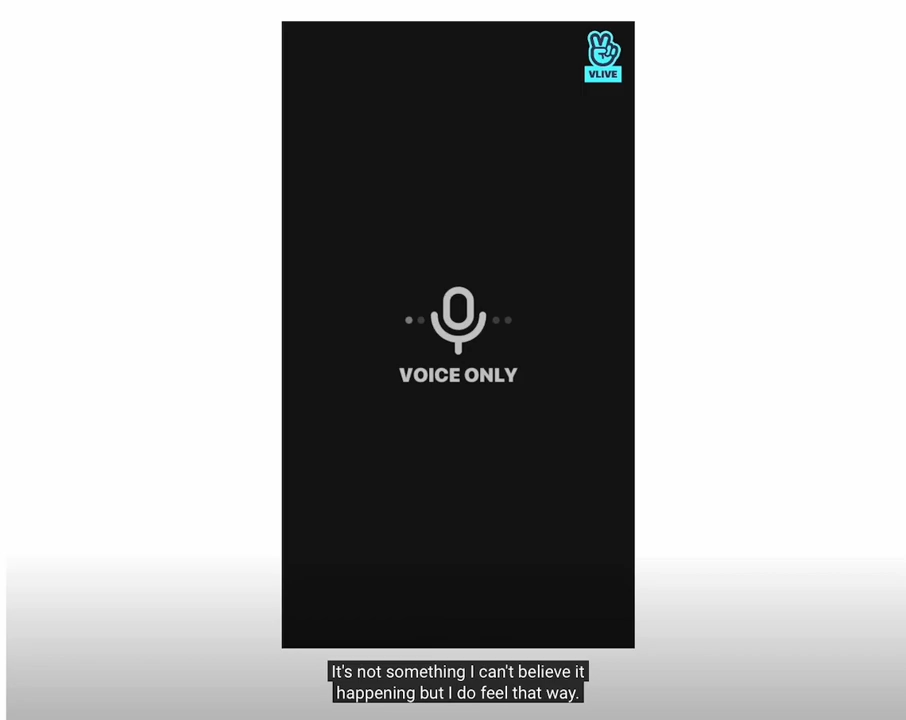 VLIVE
VOICE ONLY
It's not something I can't believe it
happening but I do feel that way.